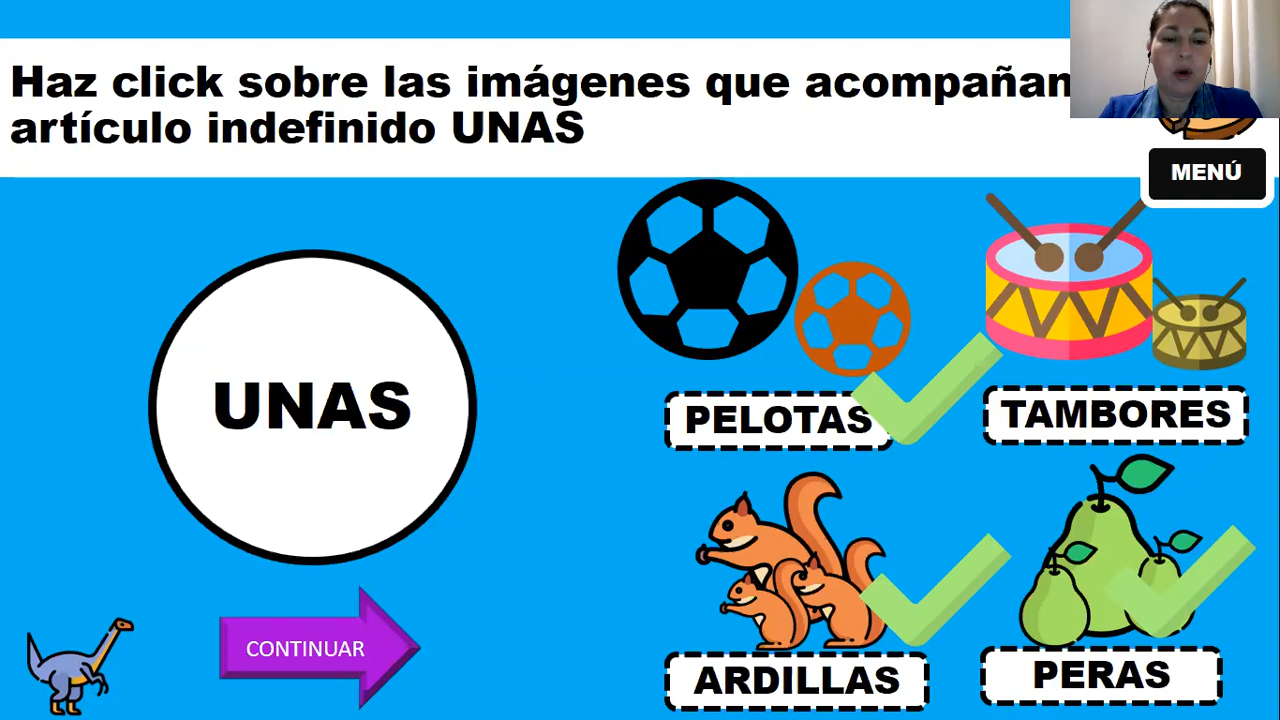 Haz click sobre las imágenes que acompañan
artículo indefinido UNAS
MENÚ
UNAS
PELOTAS
TAMBORES
ARDILLAS
PERAS
CONTINUAR